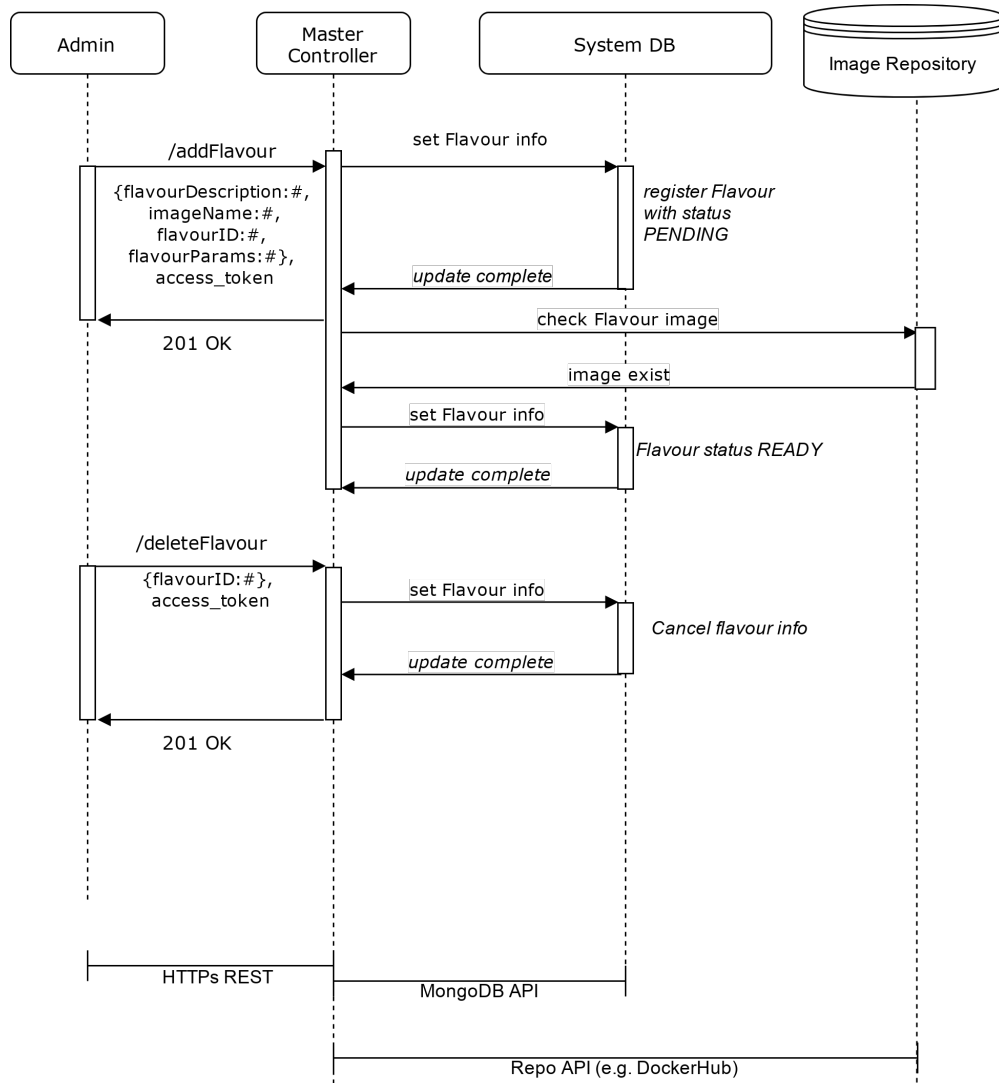 Admin
Master
Controller
System DB
Image Repository
/addFlavour
set Flavour info
{flavourDescription:#,
imageName:#,
flavourID:#,
flavourParams:#},
access_token
register Flavour
with status
PENDING
update complete
201 OK
check Flavour image
image exist
set Flavour info
Flavour status READY
update complete
/deleteFlavour
{flavourID:#},
access_token
set Flavour info
Cancel flavour info
update complete
201 OK
HTTPs REST
MongoDB API
Repo API (e.g. DockerHub)